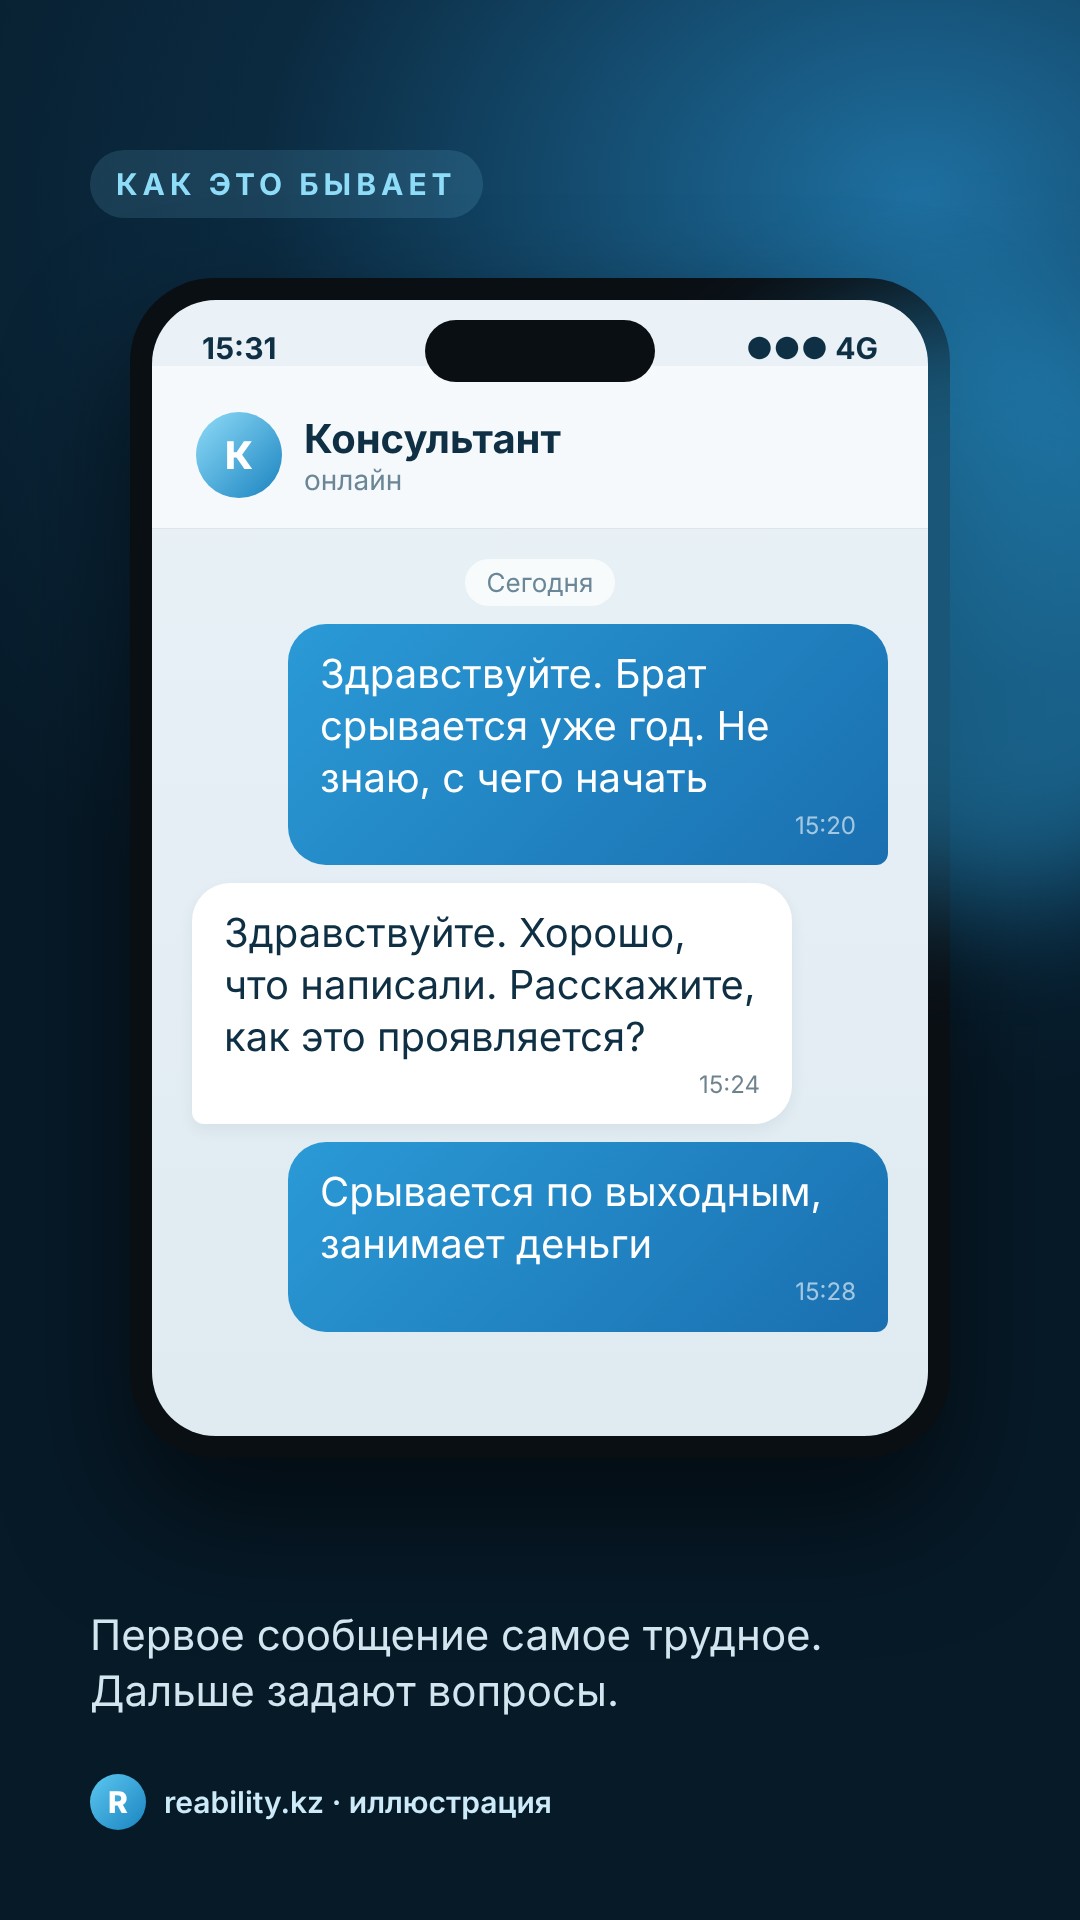 КАК ЭТО БЫВАЕТ
15:31
4G
К
Консультант
онлайн
Сегодня
Здравствуйте. Брат
срывается уже год. Не
знаю, с чего начать
15:20
Здравствуйте. Хорошо,
что написали. Расскажите,
как это проявляется?
15:24
Срывается по выходным,
занимает деньги
15:28
Первое сообщение самое трудное.
Дальше задают вопросы.
R
reability.kz · иллюстрация